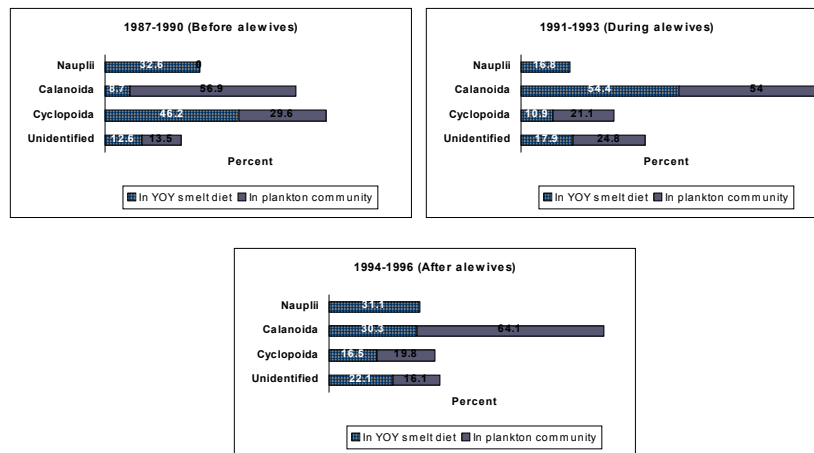 1987-1990 (Before alewives)
Nauplii 32.6 0
Calanoida 8.7 56.9
Cyclopoida 46.2 29.6
Unidentified 12.6 13.5
Percent
In YOY smelt diet In plankton community
1991-1993 (During alewives)
Nauplii 16.8
Calanoida 54.4 54
Cyclopoida 10.9 21.1
Unidentified 17.9 24.8
Percent
In YOY smelt diet In plankton community
1994-1996 (After alewives)
Nauplii 31.1
Calanoida 30.3 64.1
Cyclopoida 16.5 19.8
Unidentified 22.1 16.1
Percent
In YOY smelt diet In plankton community